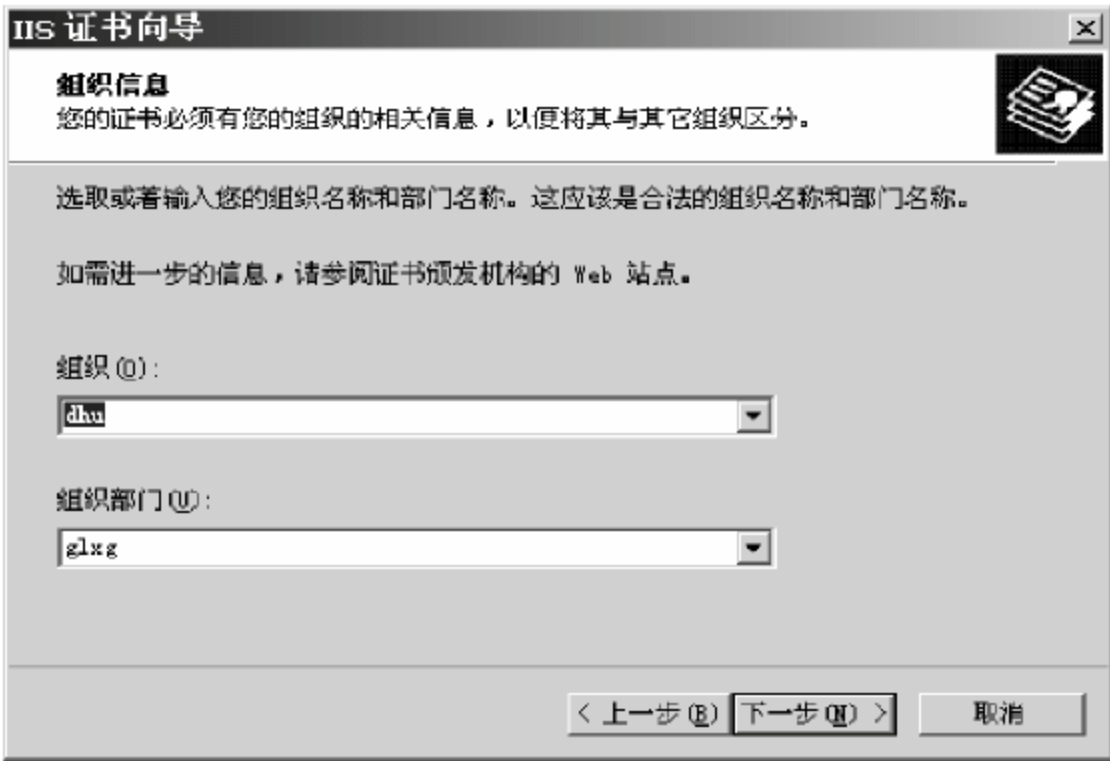 IIS 证书向导
组织信息
您的证书必须有您的组织的相关信息，以便将其与其它组织区分。
选取或著输入您的组织名称和部门名称。这应该是合法的组织名称和部门名称。
如需进一步的信息，请参阅证书颁发机构的 Web 站点。
组织(O):
dhu
组织部门(U):
glxg
< 上一步(B) 下一步(N) > 取消